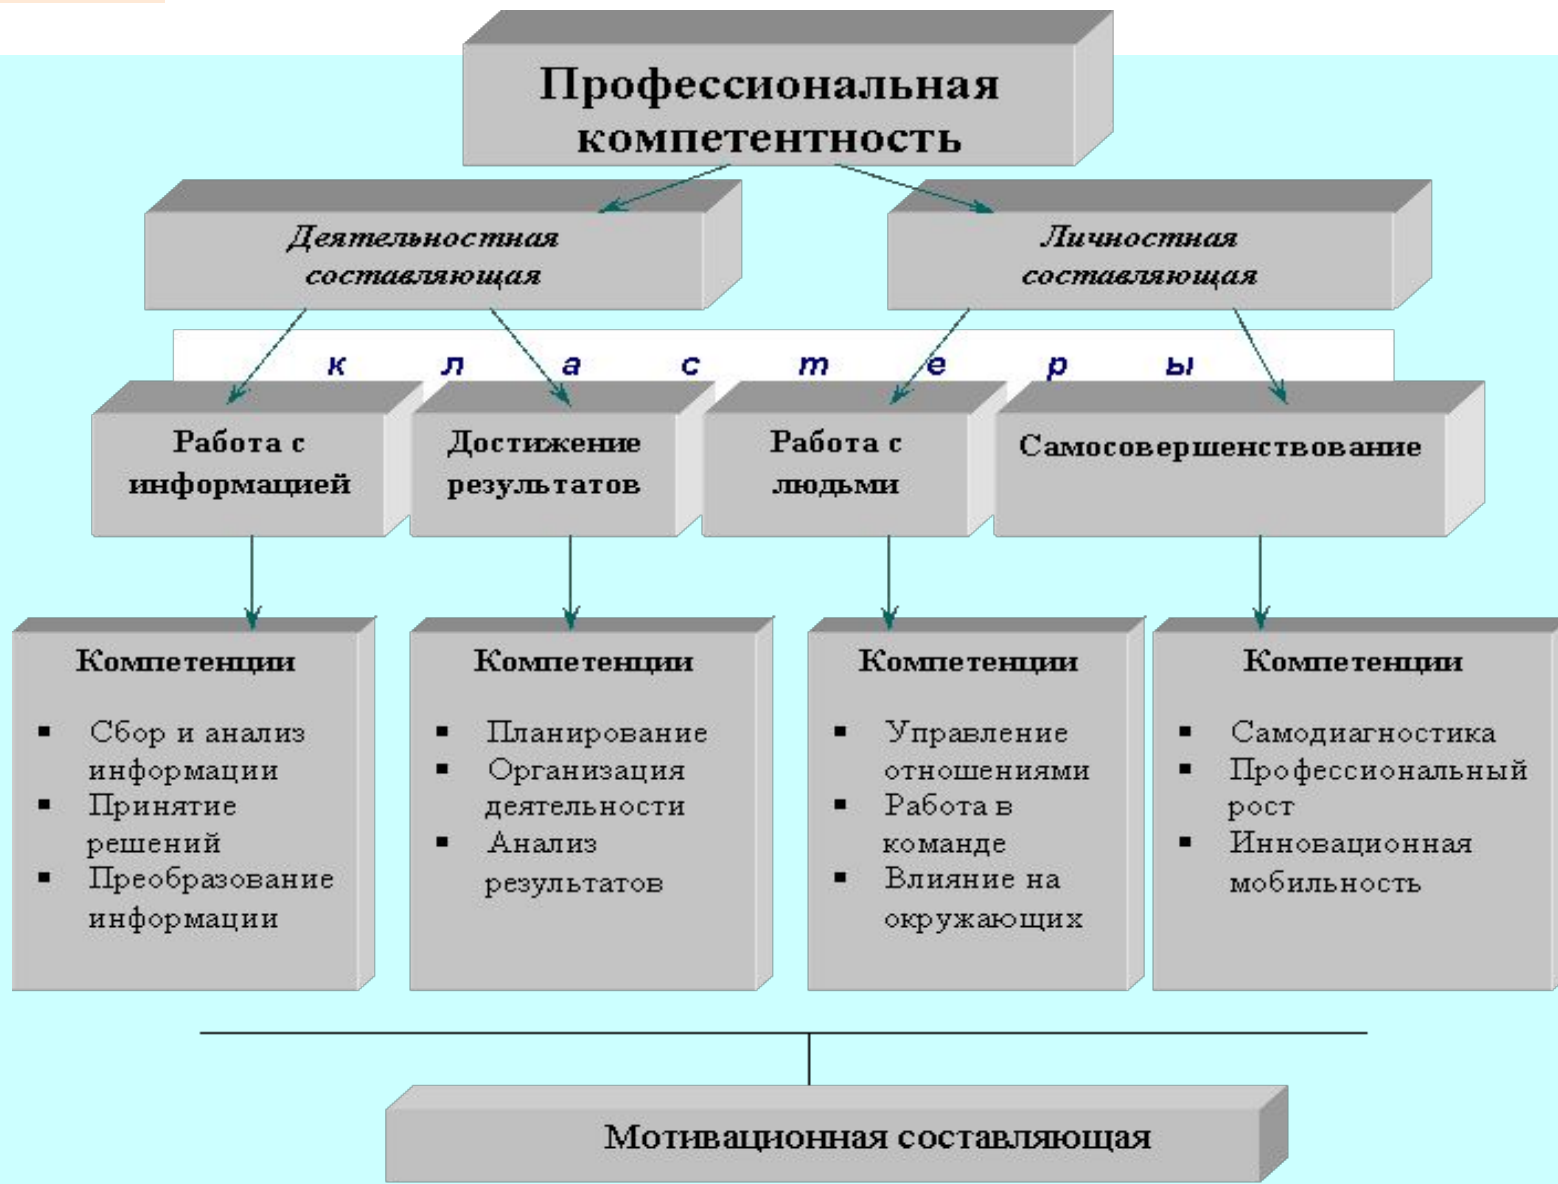 Профессиональная
компетентность
Деятельностная
составляющая
Личностная
составляющая
к л а с т е р ы
Работа с
информацией
Достижение
результатов
Работа с
людьми
Самосовершенствование
Компетенции
▪ Сбор и анализ
информации
▪ Принятие
решений
▪ Преобразование
информации
Компетенции
▪ Планирование
▪ Организация
деятельности
▪ Анализ
результатов
Компетенции
▪ Управление
отношениями
▪ Работа в
команде
▪ Влияние на
окружающих
Компетенции
▪ Самодиагностика
▪ Профессиональный
рост
▪ Инновационная
мобильность
Мотивационная составляющая